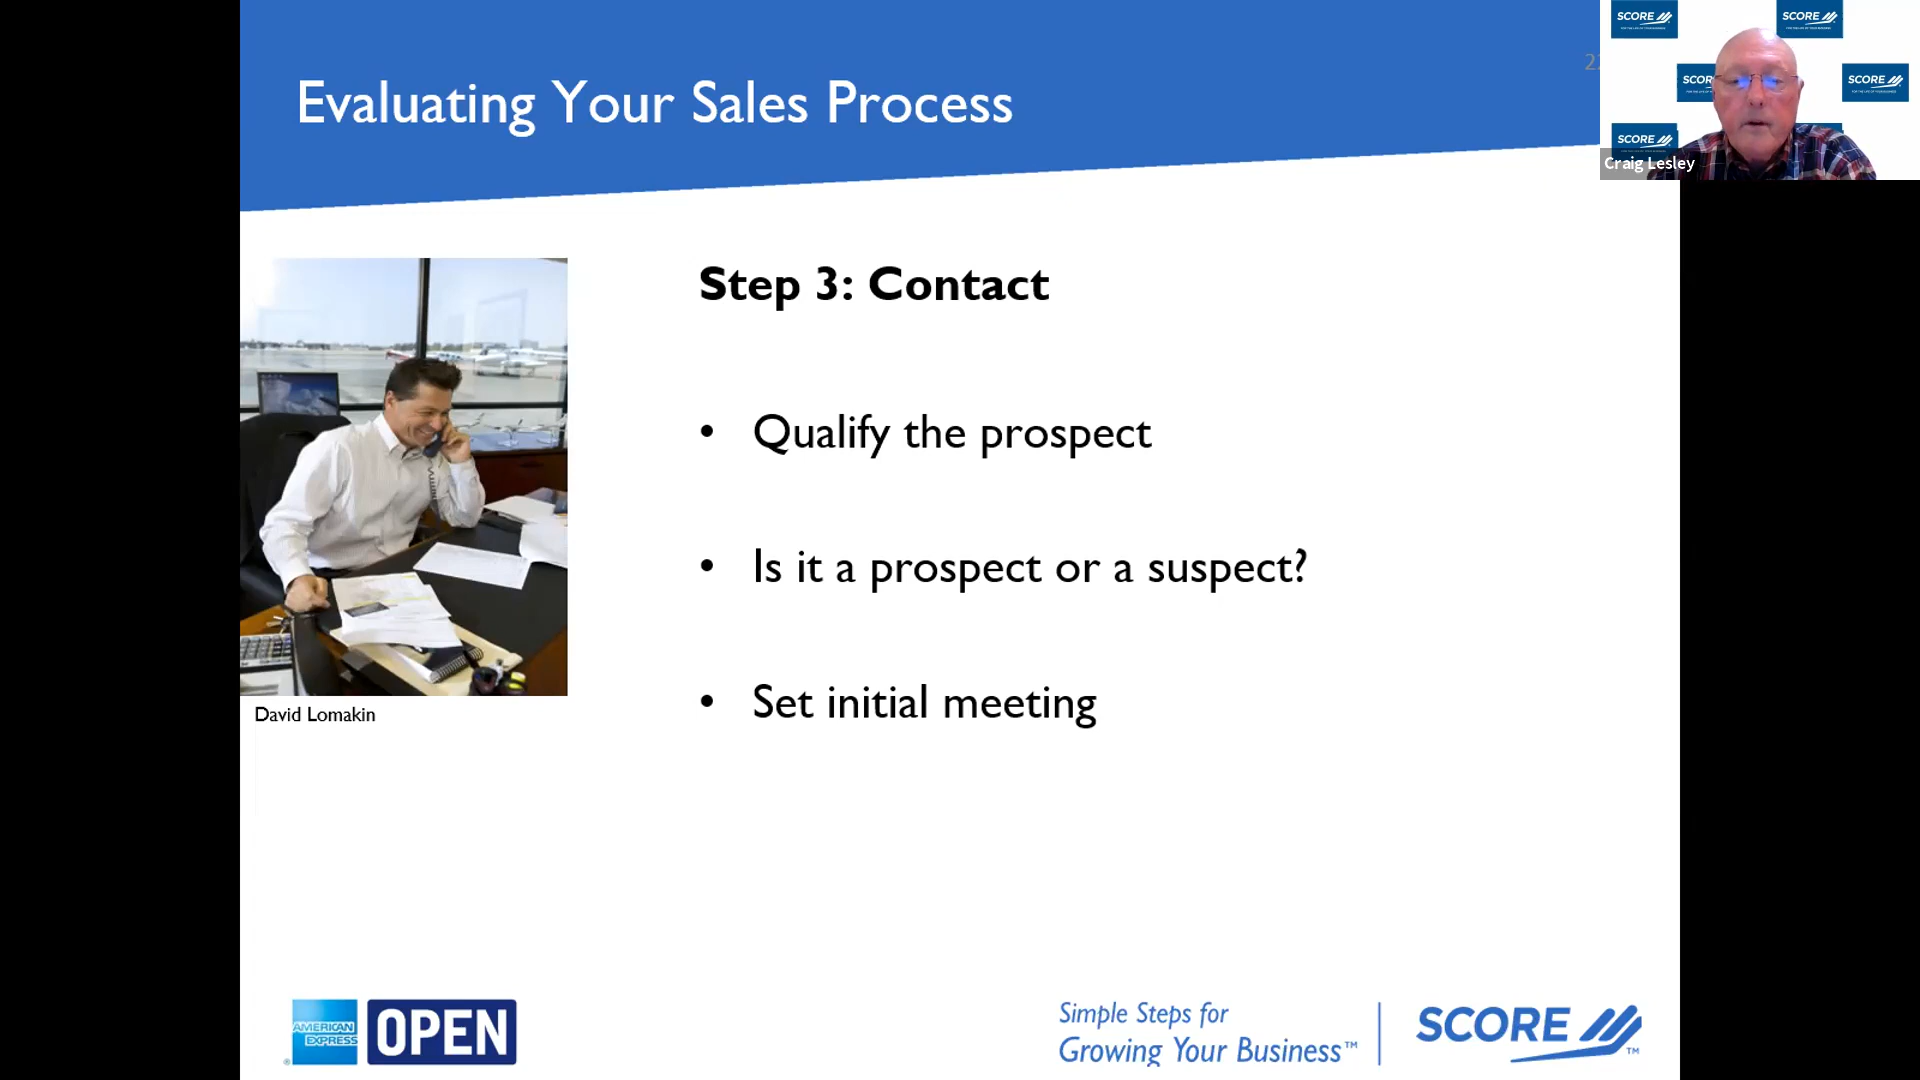 Evaluating Your Sales Process
SCORE
SCORE
SCORE
SCORE
SCORE
Craig Lesley
Step 3: Contact
• Qualify the prospect
• Is it a prospect or a suspect?
• Set initial meeting
David Lomakin
AMERICAN
EXPRESS
®
OPEN
Simple Steps for
Growing Your Business™
SCORE
™